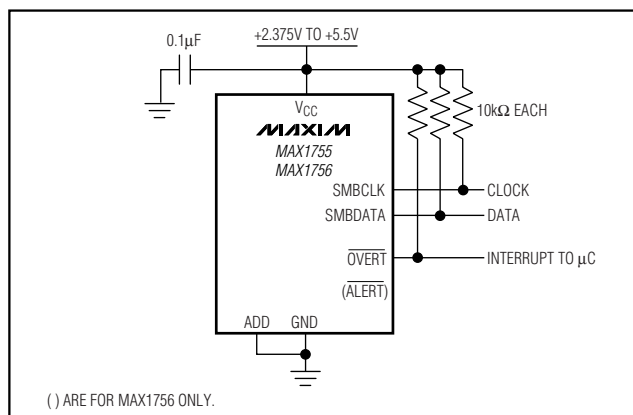 +2.375V TO +5.5V
0.1μF
VCC
10kΩ EACH
MAXIM
MAX1755
MAX1756
SMBCLK
CLOCK
SMBDATA
DATA
OVERT
INTERRUPT TO μC
(ALERT)
ADD
GND
( ) ARE FOR MAX1756 ONLY.